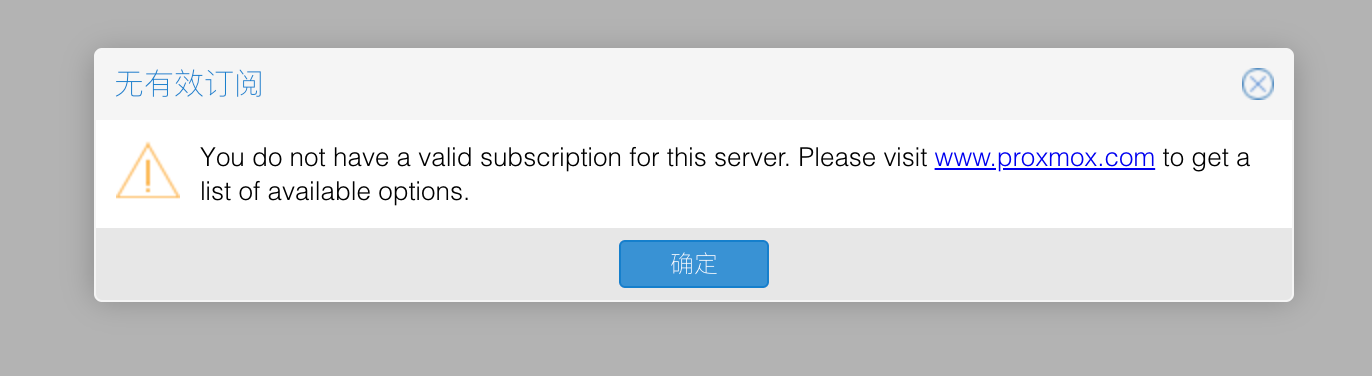 无有效订阅
You do not have a valid subscription for this server. Please visit www.proxmox.com to get a
list of available options.
确定